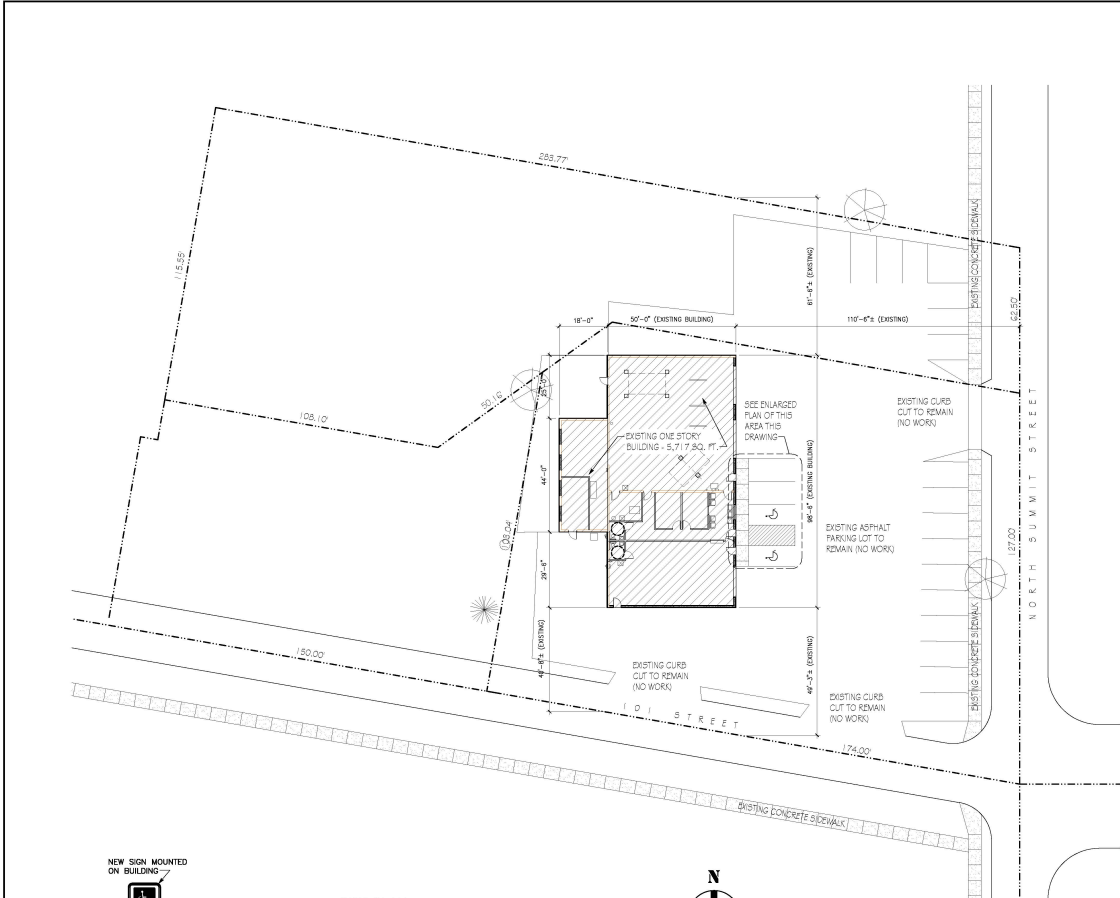 283.77'
115.55'
EXISTING CONCRETE SIDEWALK
61'-6"± (EXISTING)
62.50'
18'-0"
50'-0" (EXISTING BUILDING)
110'-6"± (EXISTING)
25'-0"
50.16'
108.10'
SEE ENLARGED
PLAN OF THIS
AREA THIS
DRAWING
EXISTING CURB
CUT TO REMAIN
(NO WORK)
EXISTING ONE STORY
BUILDING - 5,717 SQ. FT.
44'-0"
98'-6" (EXISTING BUILDING)
NORTH SUMMIT STREET
127.00'
EXISTING ASPHALT
PARKING LOT TO
REMAIN (NO WORK)
108.04'
29'-6"
150.00'
EXISTING CURB
CUT TO REMAIN
(NO WORK)
49'-3"± (EXISTING)
EXISTING CONCRETE SIDEWALK
EXISTING CURB
CUT TO REMAIN
(NO WORK)
101 STREET
174.00'
EXISTING CONCRETE SIDEWALK
NEW SIGN MOUNTED
ON BUILDING
N